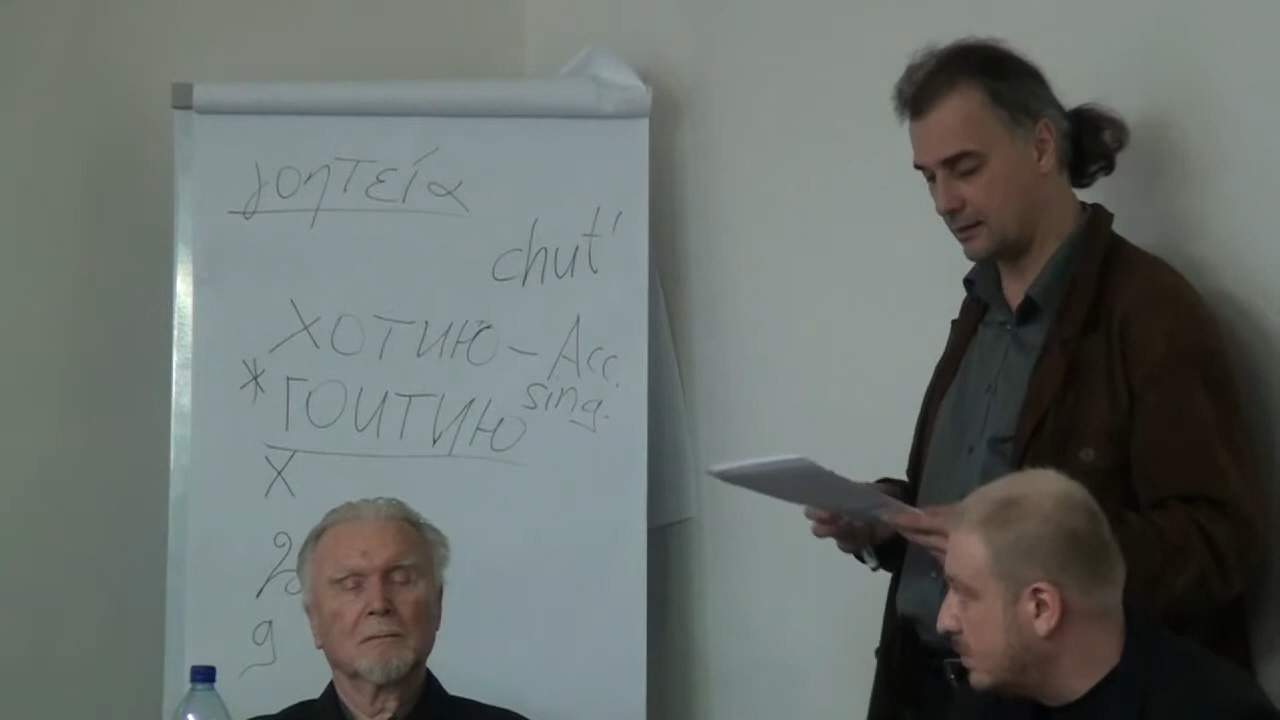 γοητεία
chut'
ХОТИЮ – Acc.
sing.
* ГОИТИЮ
X
g